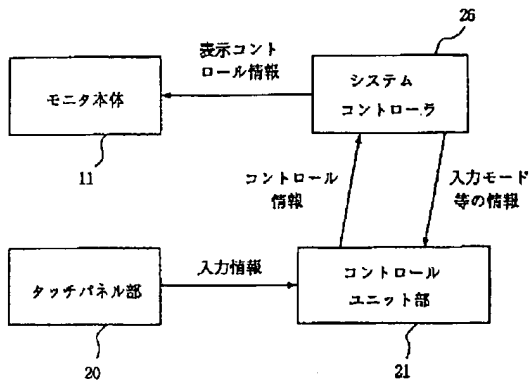 26
表示コント
ロール情報
システム
コントローラ
モニタ本体
11
コントロール
情報
入力モード
等の情報
タッチパネル部
入力情報
コントロール
ユニット部
20
21